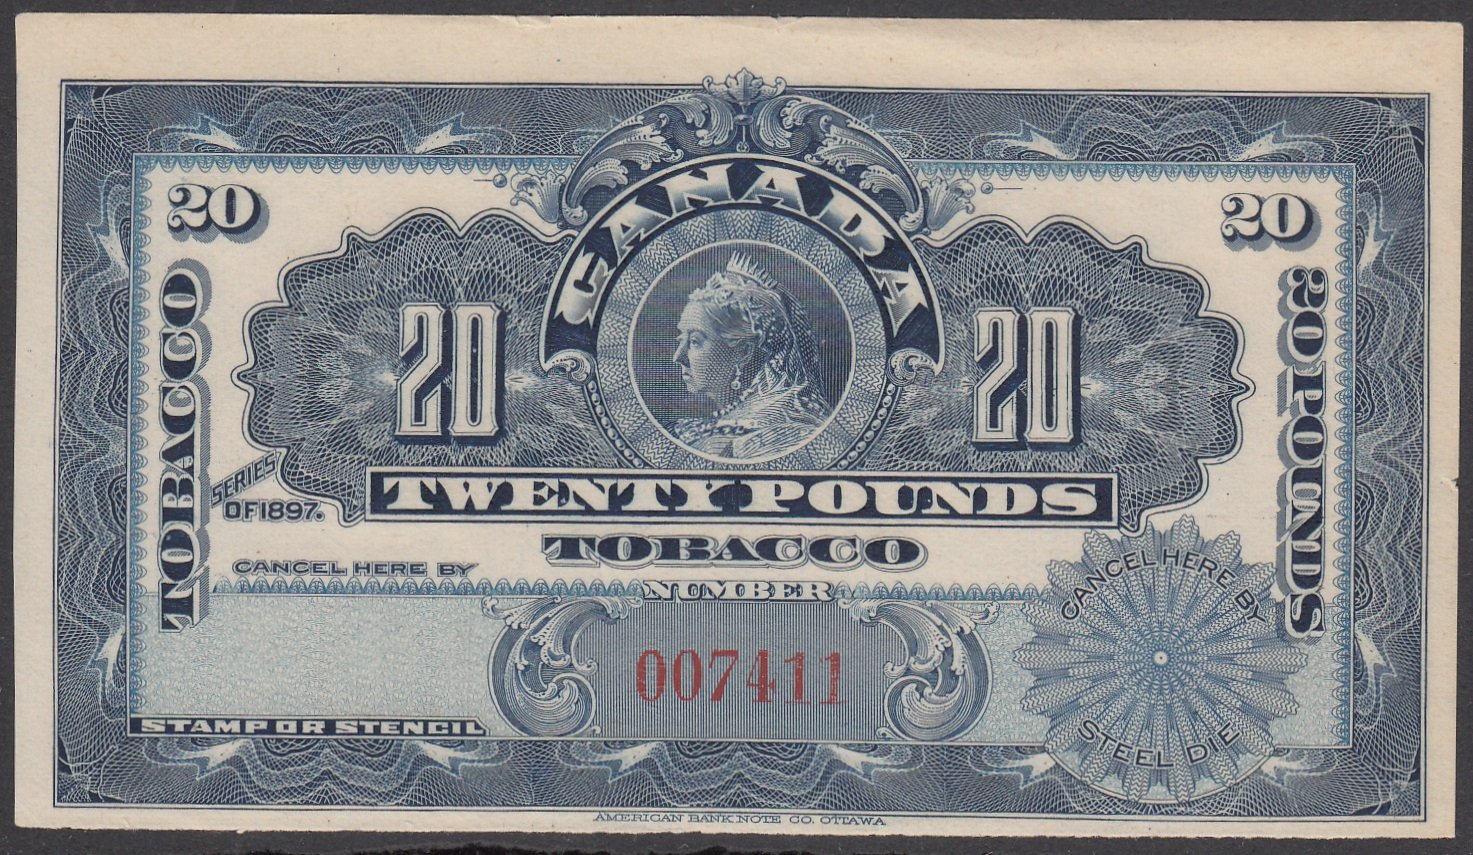 20
20
CANADA
TOBACCO
20
20
20 POUNDS
TWENTY POUNDS
SERIES
OF 1897.
TOBACCO
CANCEL HERE BY
NUMBER
CANCEL HERE BY
007411
STAMP OR STENCIL
STEEL DIE
AMERICAN BANK NOTE CO. OTTAWA.